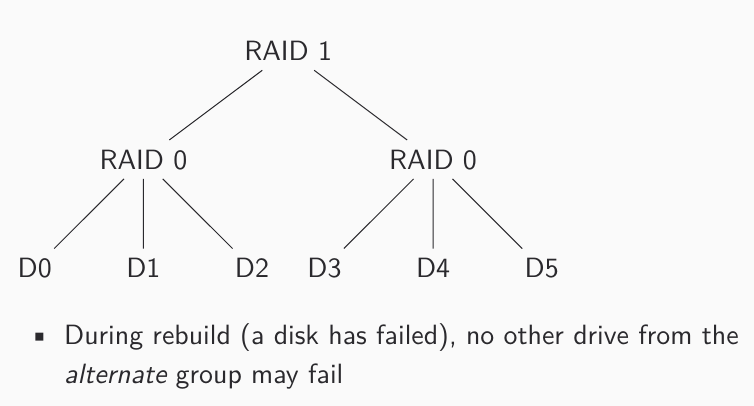 RAID 1
RAID 0 RAID 0
D0 D1 D2 D3 D4 D5
▪ During rebuild (a disk has failed), no other drive from the
alternate group may fail